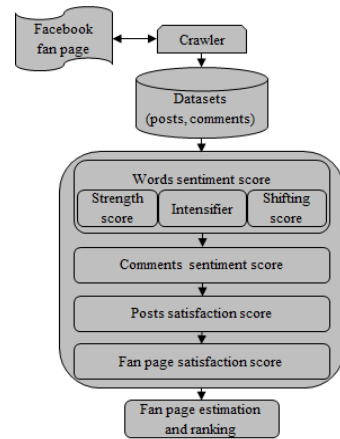 Facebook
fan page
Crawler
Datasets
(posts, comments)
Words sentiment score
Strength
score
Intensifier
Shifting
score
Comments sentiment score
Posts satisfaction score
Fan page satisfaction score
Fan page estimation
and ranking